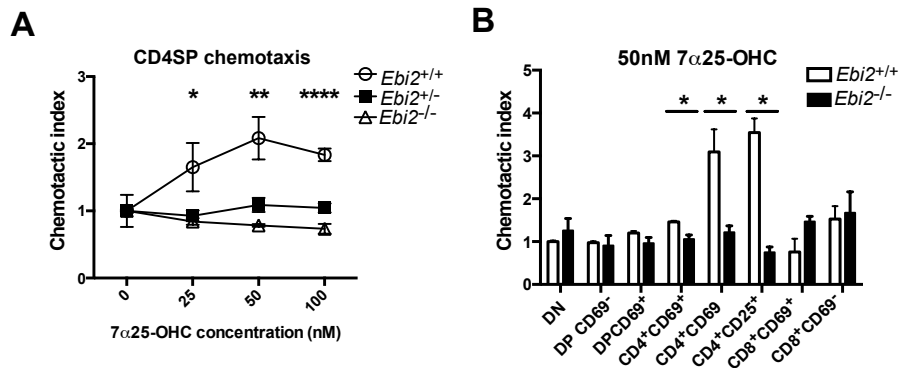 A
CD4SP chemotaxis
Chemotactic index
3
2
1
0
* ** ****
Ebi2+/+
Ebi2+/-
Ebi2-/-
0 25 50 100
7α25-OHC concentration (nM)
B
50nM 7α25-OHC
Chemotactic index
5
4
3
2
1
0
* * *
Ebi2+/+
Ebi2-/-
DN
DP CD69-
DPCD69+
CD4+CD69+
CD4+CD69
CD4+CD25+
CD8+CD69+
CD8+CD69-